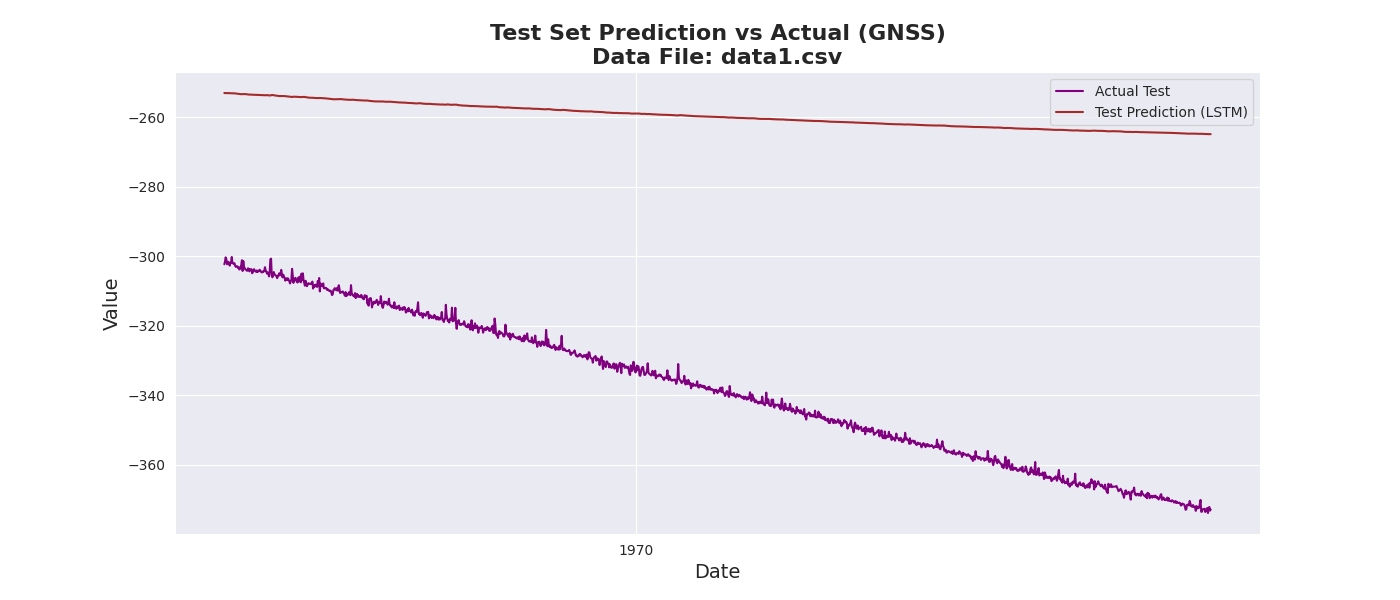 Test Set Prediction vs Actual (GNSS)
Data File: data1.csv
Actual Test
Test Prediction (LSTM)
Value
−260
−280
−300
−320
−340
−360
1970
Date